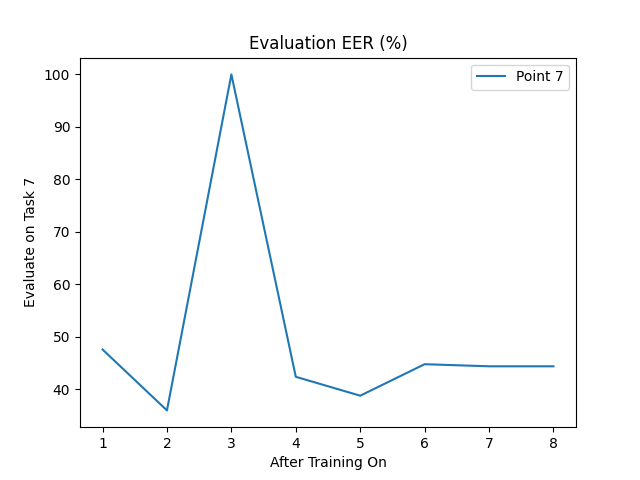 Evaluation EER (%)
Point 7
100
90
80
70
60
50
40
Evaluate on Task 7
1 2 3 4 5 6 7 8
After Training On